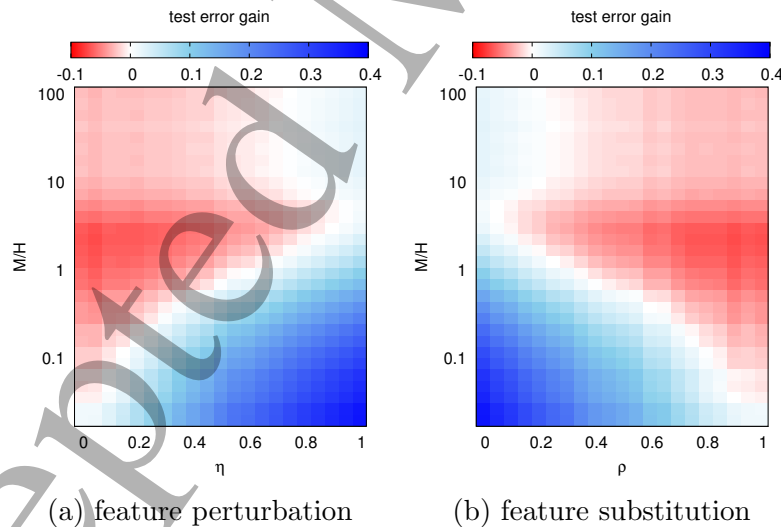 test error gain
-0.1 0 0.1 0.2 0.3 0.4
100
10
1
0.1
M/H
0 0.2 0.4 0.6 0.8 1
η
(a) feature perturbation
test error gain
-0.1 0 0.1 0.2 0.3 0.4
100
10
1
0.1
M/H
0 0.2 0.4 0.6 0.8 1
ρ
(b) feature substitution